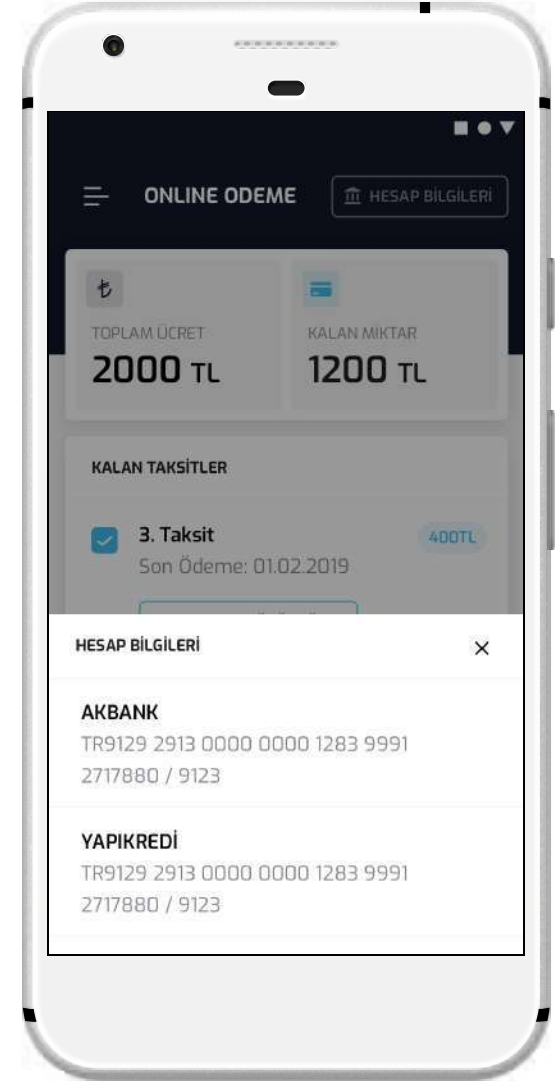 ONLINE ODEME
HESAP BİLGİLERİ
TOPLAM ÜCRET
KALAN MİKTAR
2000 TL
1200 TL
KALAN TAKSİTLER
3. Taksit
400TL
Son Ödeme: 01.02.2019
HESAP BİLGİLERİ
AKBANK
TR9129 2913 0000 0000 1283 9991
2717880 / 9123
YAPIKREDİ
TR9129 2913 0000 0000 1283 9991
2717880 / 9123